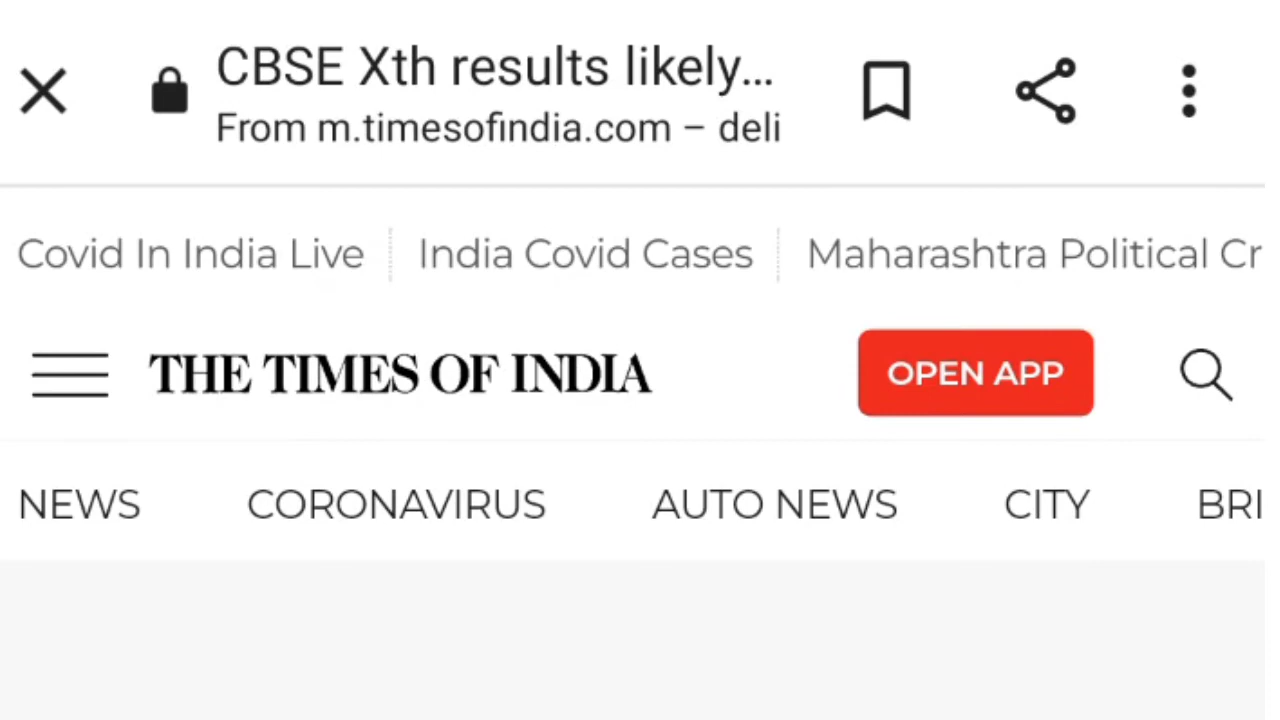 CBSE Xth results likely...
From m.timesofindia.com – deli
Covid In India Live India Covid Cases Maharashtra Political Cr
THE TIMES OF INDIA OPEN APP
NEWS CORONAVIRUS AUTO NEWS CITY BRI